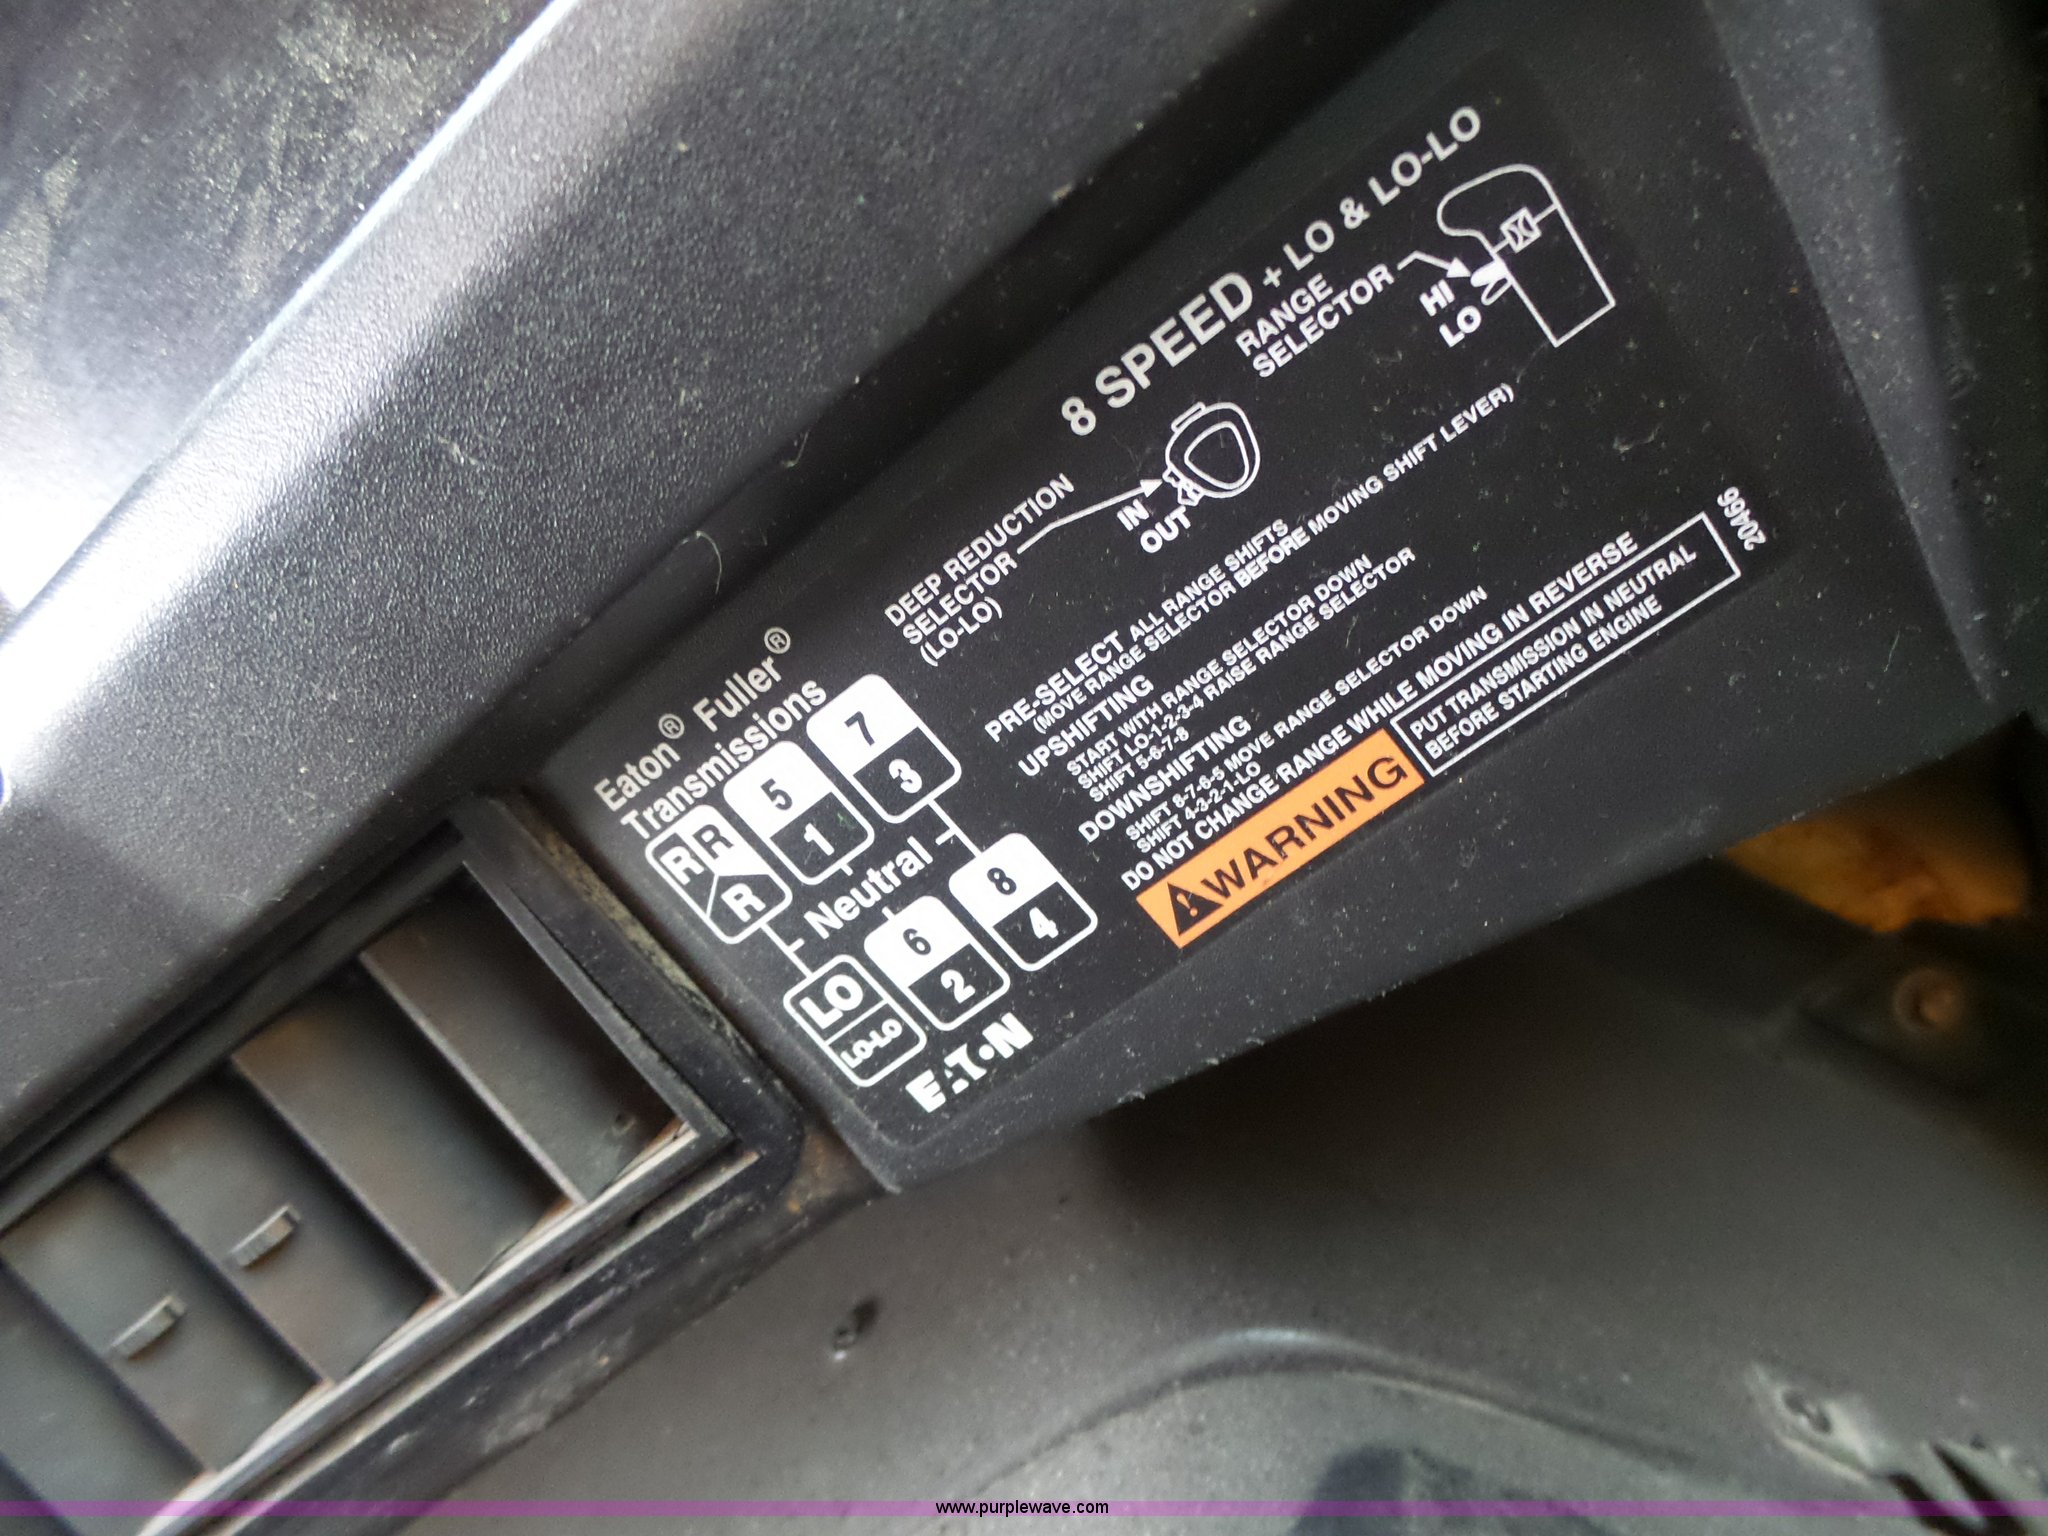 8 SPEED + LO & LO-LO
Eaton® Fuller®
Transmissions
R R
R
5
1
7
3
Neutral
LO
LO-LO
6
2
8
4
EATON
DEEP REDUCTION
SELECTOR
(LO-LO)
IN
OUT
RANGE
SELECTOR
HI
LO
PRE-SELECT ALL RANGE SHIFTS
(MOVE RANGE SELECTOR BEFORE MOVING SHIFT LEVER)
UPSHIFTING
START WITH RANGE SELECTOR DOWN
SHIFT LO-1-2-3-4 RAISE RANGE SELECTOR
SHIFT 5-6-7-8
DOWNSHIFTING
SHIFT 8-7-6-5 MOVE RANGE SELECTOR DOWN
SHIFT 4-3-2-1-LO
DO NOT CHANGE RANGE WHILE MOVING IN REVERSE
WARNING
PUT TRANSMISSION IN NEUTRAL
BEFORE STARTING ENGINE
20466
www.purplewave.com